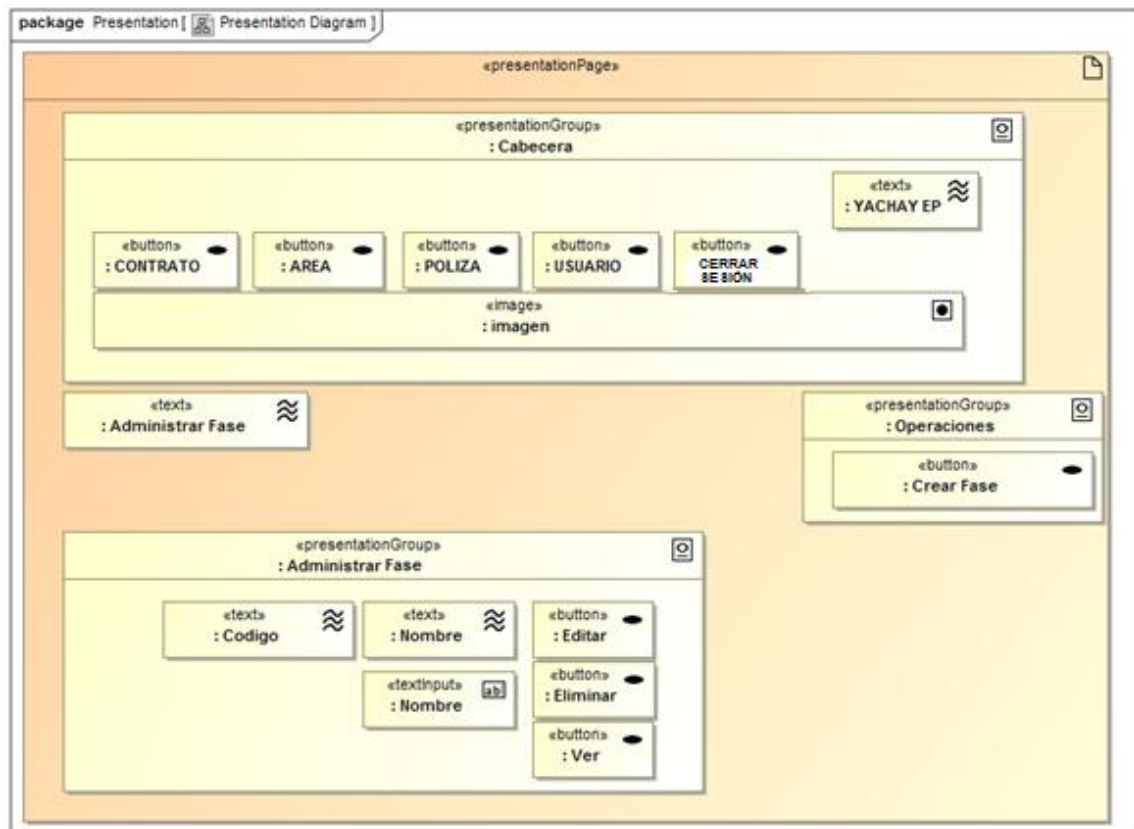 package Presentation [ Presentation Diagram ]
«presentationPage»
«presentationGroup»
: Cabecera
«text»
: YACHAY EP
«button»
: CONTRATO
«button»
: AREA
«button»
: POLIZA
«button»
: USUARIO
«button»
CERRAR
SESIÓN
«image»
: imagen
«text»
: Administrar Fase
«presentationGroup»
: Operaciones
«button»
: Crear Fase
«presentationGroup»
: Administrar Fase
«text»
: Codigo
«text»
: Nombre
«button»
: Editar
«textInput» ab
: Nombre
«button»
: Eliminar
«button»
: Ver